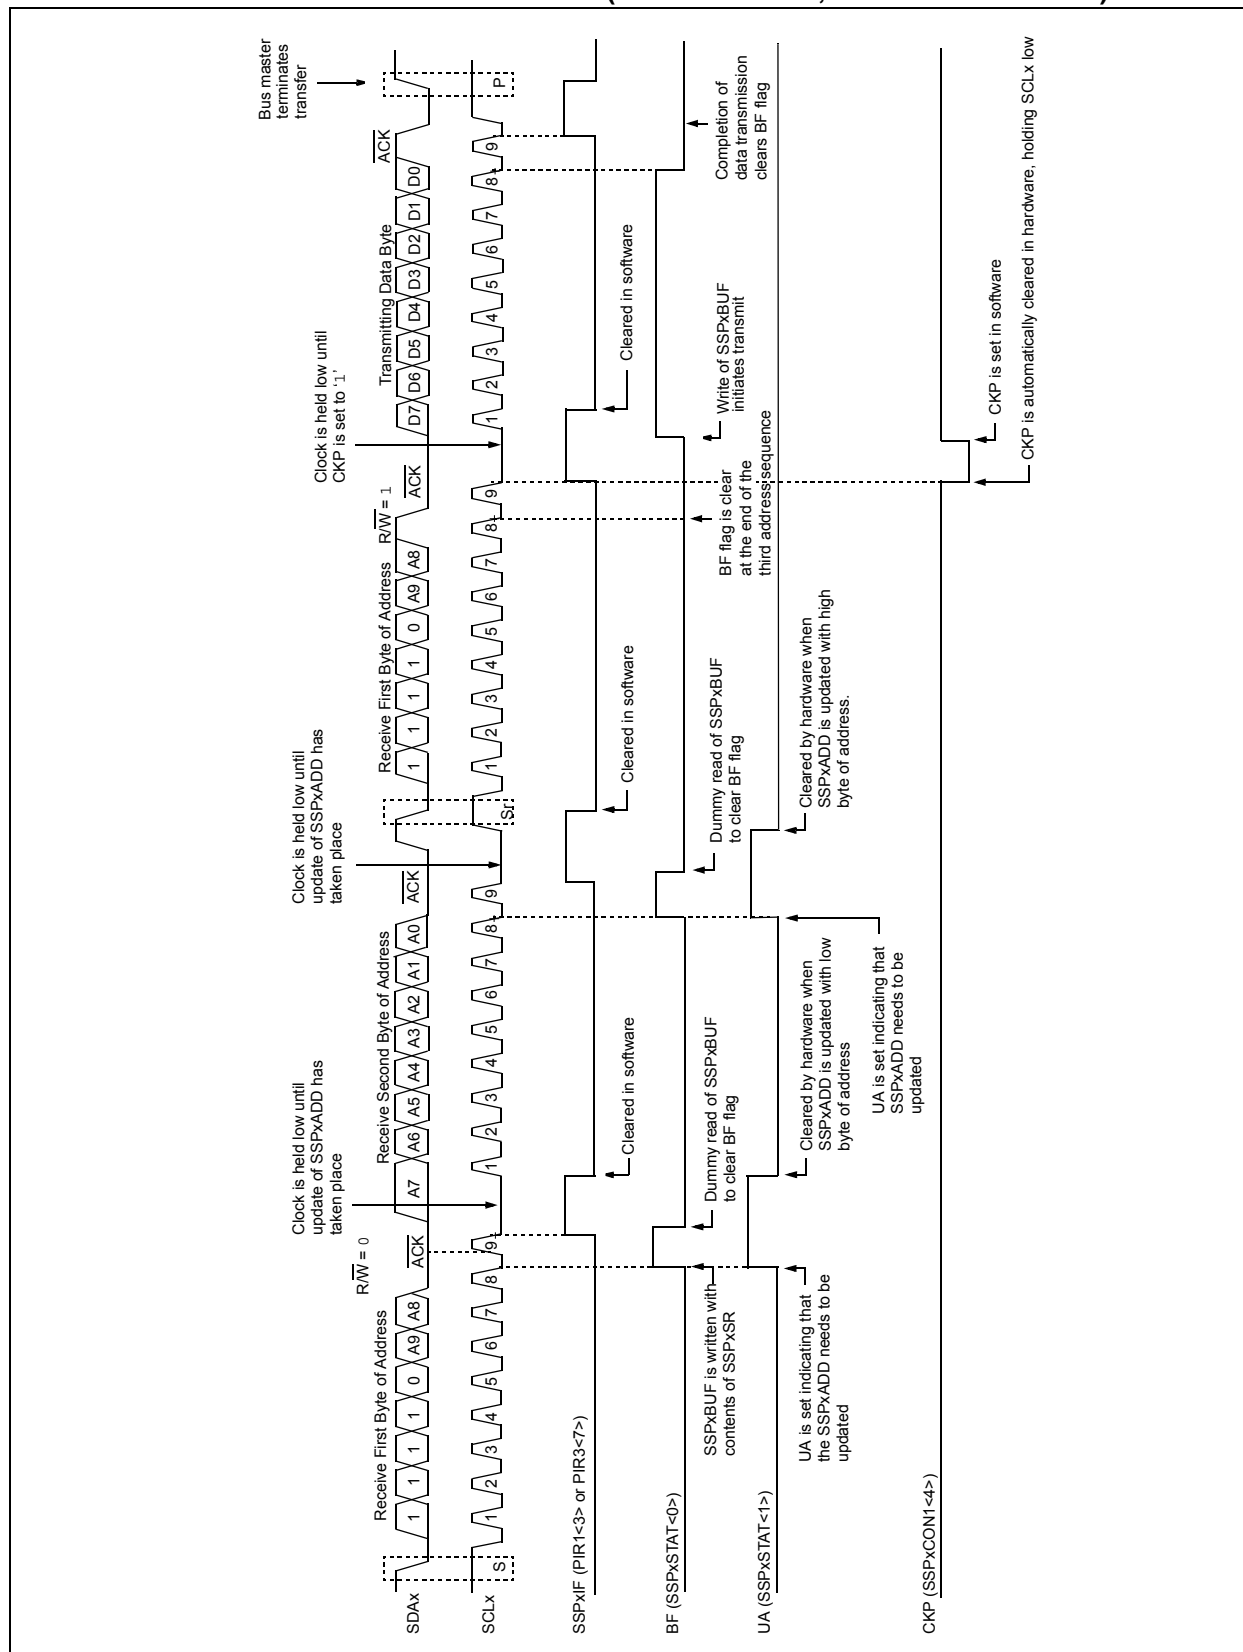 Bus master
terminates
transfer
Clock is held low until
CKP is set to ‘1’
Clock is held low until
update of SSPxADD has
taken place
Clock is held low until
update of SSPxADD has
taken place
Receive First Byte of Address
R/W = 0
ACK
Receive Second Byte of Address
ACK
Receive First Byte of Address
R/W = 1
ACK
Transmitting Data Byte
ACK
SDAx
1 1 1 1 0 A9 A8
A7 A6 A5 A4 A3 A2 A1 A0
1 1 1 1 0 A9 A8
D7 D6 D5 D4 D3 D2 D1 D0
SCLx
S
1 2 3 4 5 6 7 8 9
1 2 3 4 5 6 7 8 9
Sr
1 2 3 4 5 6 7 8 9
1 2 3 4 5 6 7 8 9
P
SSPxIF (PIR1<3> or PIR3<7>)
Cleared in software
Cleared in software
Cleared in software
BF (SSPxSTAT<0>)
SSPxBUF is written with
contents of SSPxSR
Dummy read of SSPxBUF
to clear BF flag
Dummy read of SSPxBUF
to clear BF flag
BF flag is clear
at the end of the
third address sequence
Write of SSPxBUF
initiates transmit
Completion of
data transmission
clears BF flag
UA (SSPxSTAT<1>)
UA is set indicating that
the SSPxADD needs to be
updated
Cleared by hardware when
SSPxADD is updated with low
byte of address
UA is set indicating that
SSPxADD needs to be
updated
Cleared by hardware when
SSPxADD is updated with high
byte of address.
CKP (SSPxCON1<4>)
CKP is set in software
CKP is automatically cleared in hardware, holding SCLx low